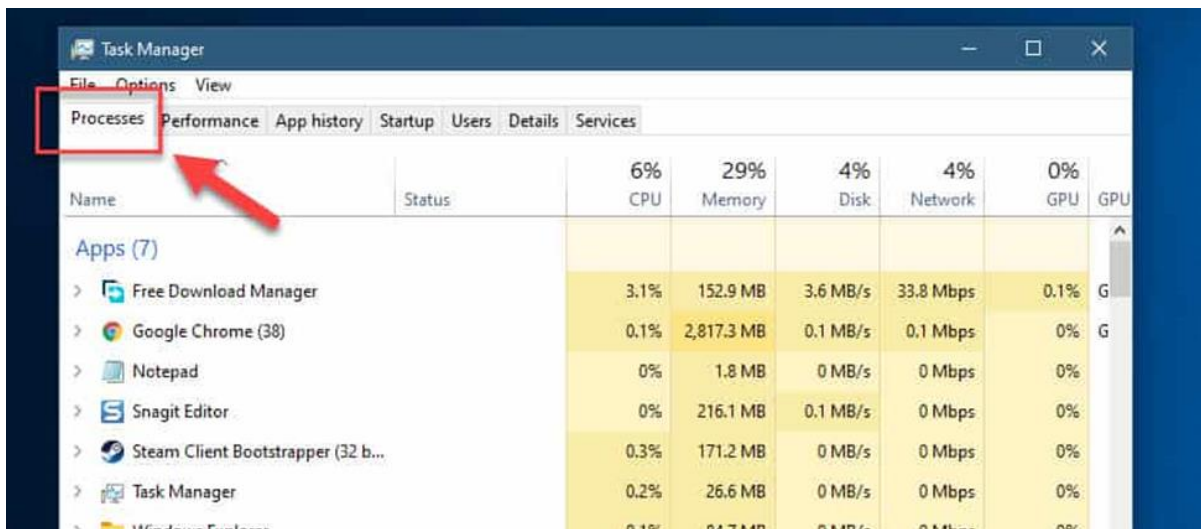 Task Manager
File Options View
Processes Performance App history Startup Users Details Services
6% 29% 4% 4% 0%
Name Status CPU Memory Disk Network GPU GPU
Apps (7)
Free Download Manager 3.1% 152.9 MB 3.6 MB/s 33.8 Mbps 0.1% G
Google Chrome (38) 0.1% 2,817.3 MB 0.1 MB/s 0.1 Mbps 0% G
Notepad 0% 1.8 MB 0 MB/s 0 Mbps 0%
Snagit Editor 0% 216.1 MB 0.1 MB/s 0 Mbps 0%
Steam Client Bootstrapper (32 b... 0.3% 171.2 MB 0 MB/s 0 Mbps 0%
Task Manager 0.2% 26.6 MB 0 MB/s 0 Mbps 0%
Windows Explorer